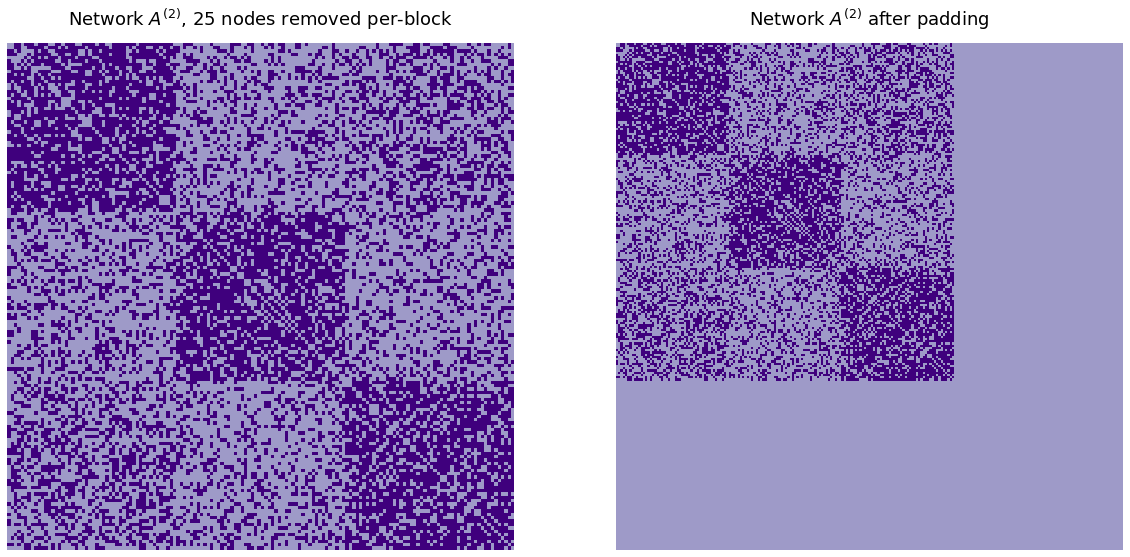 Network A⁽²⁾, 25 nodes removed per-block
Network A⁽²⁾ after padding